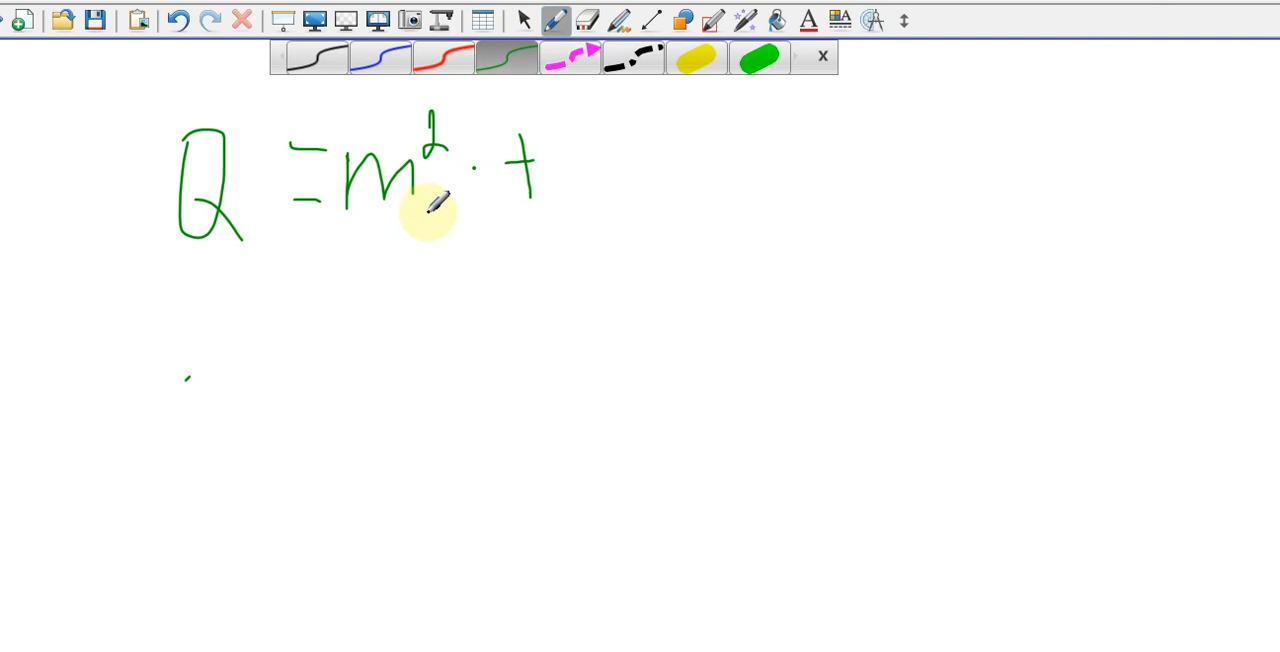 Q = m² · t